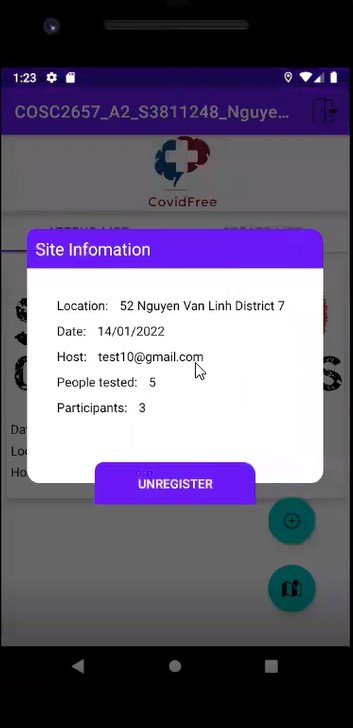 1:23
COSC2657_A2_S3811248_Nguye...
CovidFree
Site Infomation
Location: 52 Nguyen Van Linh District 7
Date: 14/01/2022
Host: test10@gmail.com
People tested: 5
Participants: 3
UNREGISTER